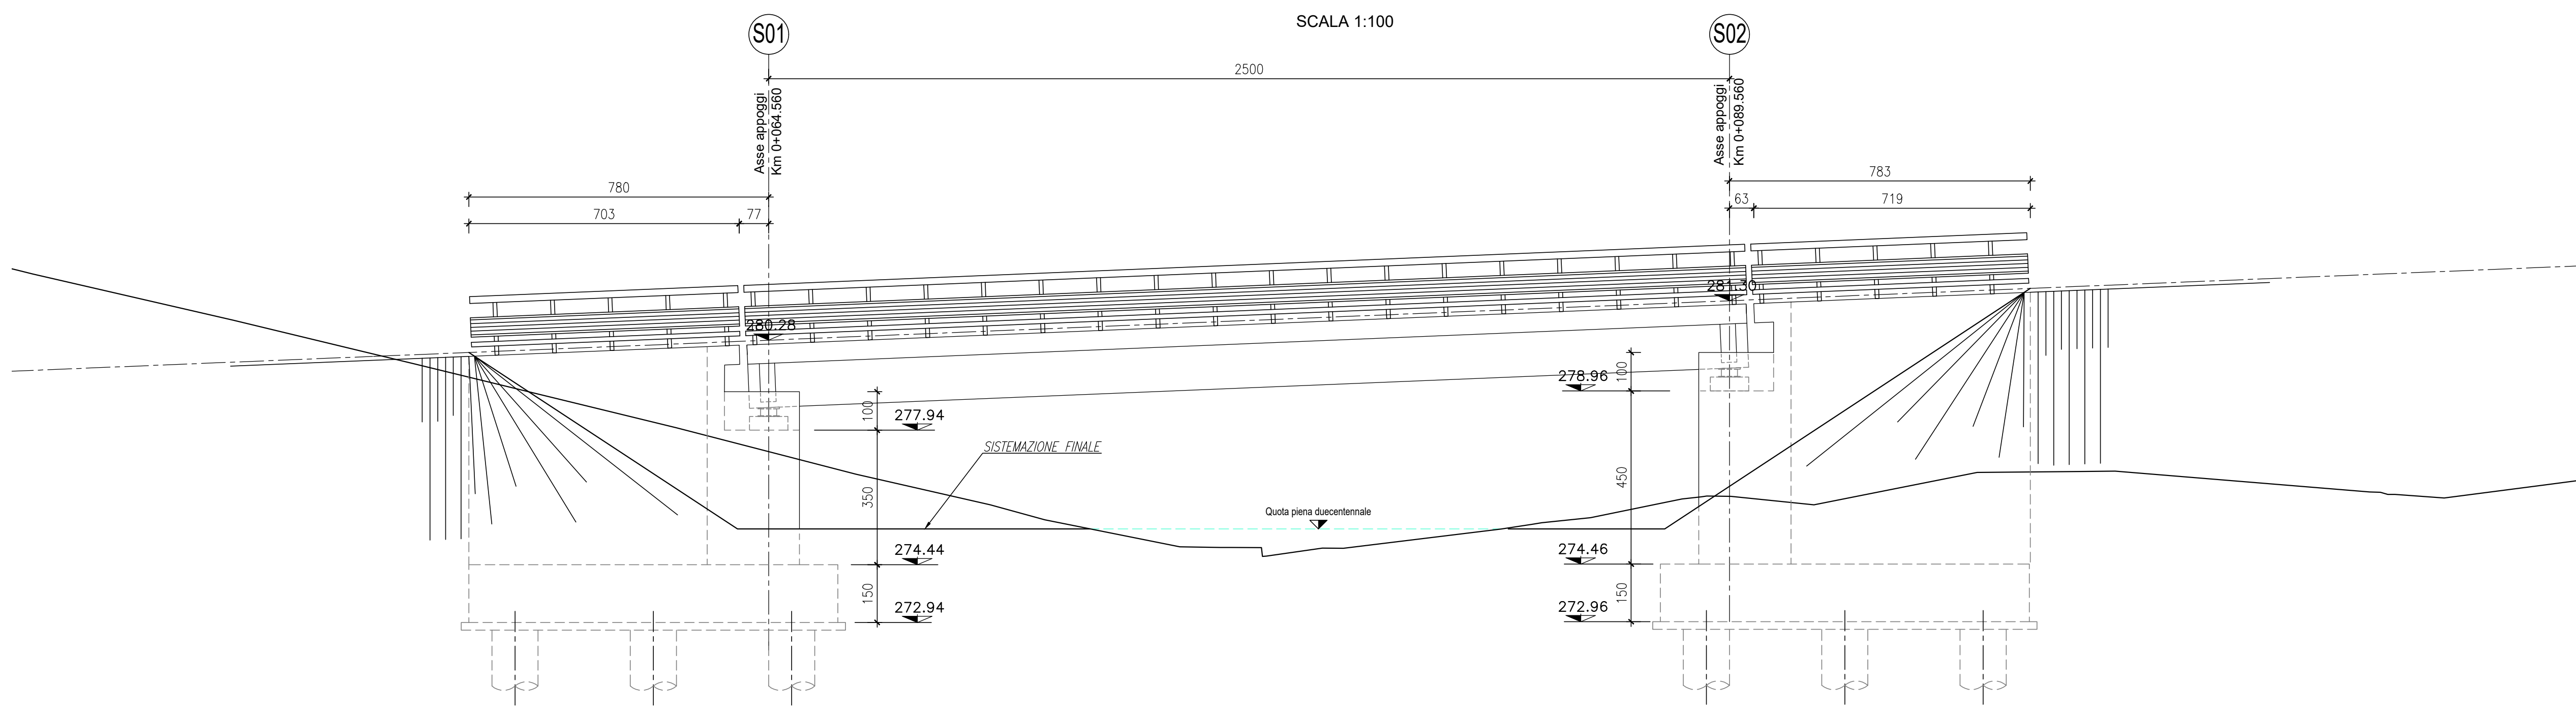 SCALA 1:100
S01
S02
2500
Asse appoggi
Km 0+064.560
Asse appoggi
Km 0+089.560
780
703
77
783
63
719
280.28
281.30
100
277.94
350
274.44
150
272.94
SISTEMAZIONE FINALE
Quota piena duecentennale
278.96
100
450
274.46
150
272.96